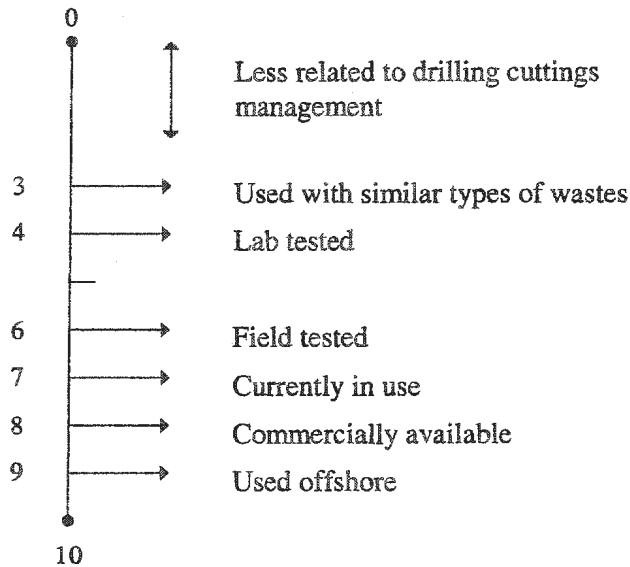 0
Less related to drilling cuttings
management
3 Used with similar types of wastes
4 Lab tested
6 Field tested
7 Currently in use
8 Commercially available
9 Used offshore
10